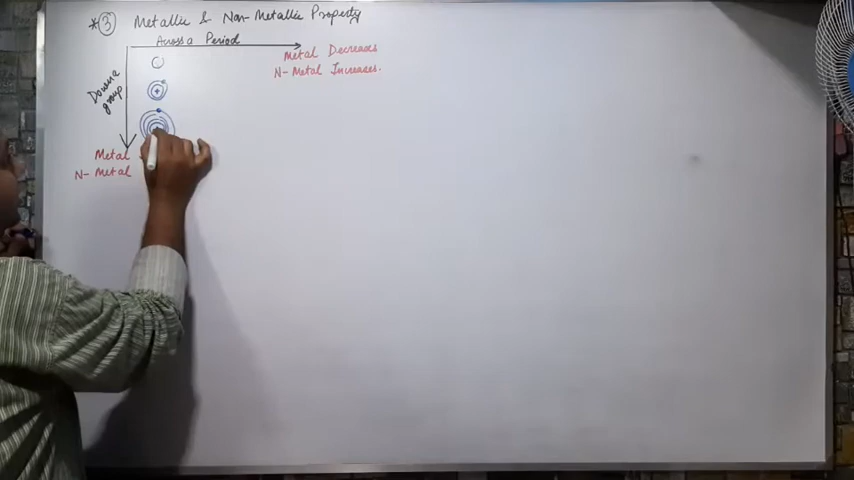 *③ Metallic & Non-Metallic Property
Across a Period
Metal Decreases
N-Metal Increases.
Down a
group
Metal
N-Metal